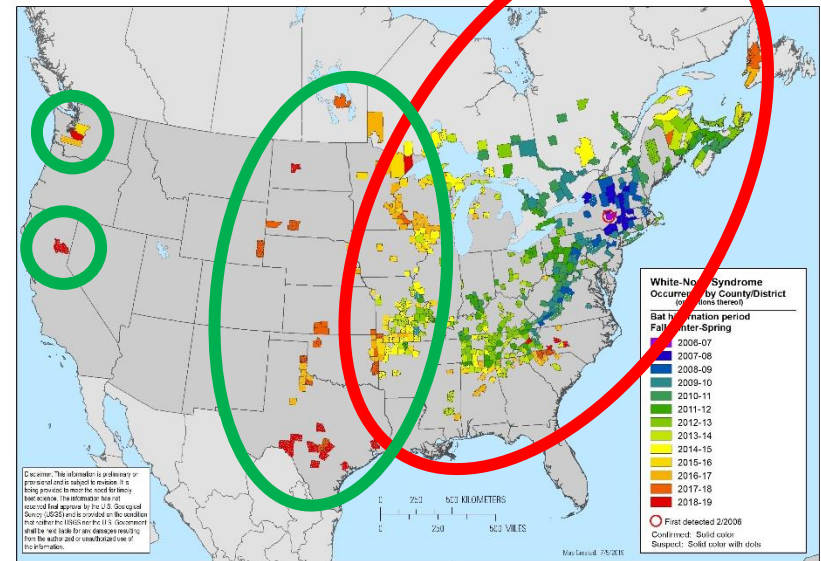 White-Nose Syndrome
Occurrence by County/District
(or portions thereof)
Bat hibernation period
Fall-Winter-Spring
2006-07
2007-08
2008-09
2009-10
2010-11
2011-12
2012-13
2013-14
2014-15
2015-16
2016-17
2017-18
2018-19
First detected 2/2006
Confirmed: Solid color
Suspect: Solid color with dots
Disclaimer: This information is preliminary or
provisional and is subject to revision. It is
being provided to meet the need for timely
best science. The information has not
received final approval by the U.S. Geological
Survey (USGS) and is provided on the condition
that neither the USGS nor the U.S. Government
shall be held liable for any damages resulting
from the authorized or unauthorized use of
the information.
0 250 500 KILOMETERS
0 250 500 MILES
Map Created: 7/5/2019